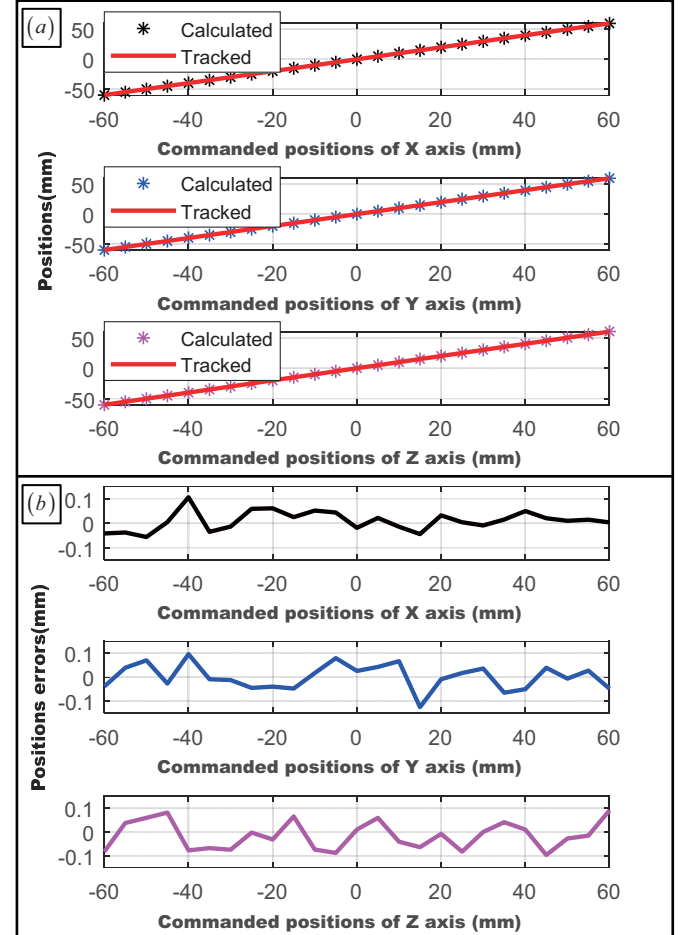 (a)
Calculated
Tracked
50
0
-50
-60 -40 -20 0 20 40 60
Commanded positions of X axis (mm)
Positions(mm)
Calculated
Tracked
50
0
-50
-60 -40 -20 0 20 40 60
Commanded positions of Y axis (mm)
Calculated
Tracked
50
0
-50
-60 -40 -20 0 20 40 60
Commanded positions of Z axis (mm)
(b)
0.1
0
-0.1
-60 -40 -20 0 20 40 60
Commanded positions of X axis (mm)
Positions errors(mm)
0.1
0
-0.1
-60 -40 -20 0 20 40 60
Commanded positions of Y axis (mm)
0.1
0
-0.1
-60 -40 -20 0 20 40 60
Commanded positions of Z axis (mm)